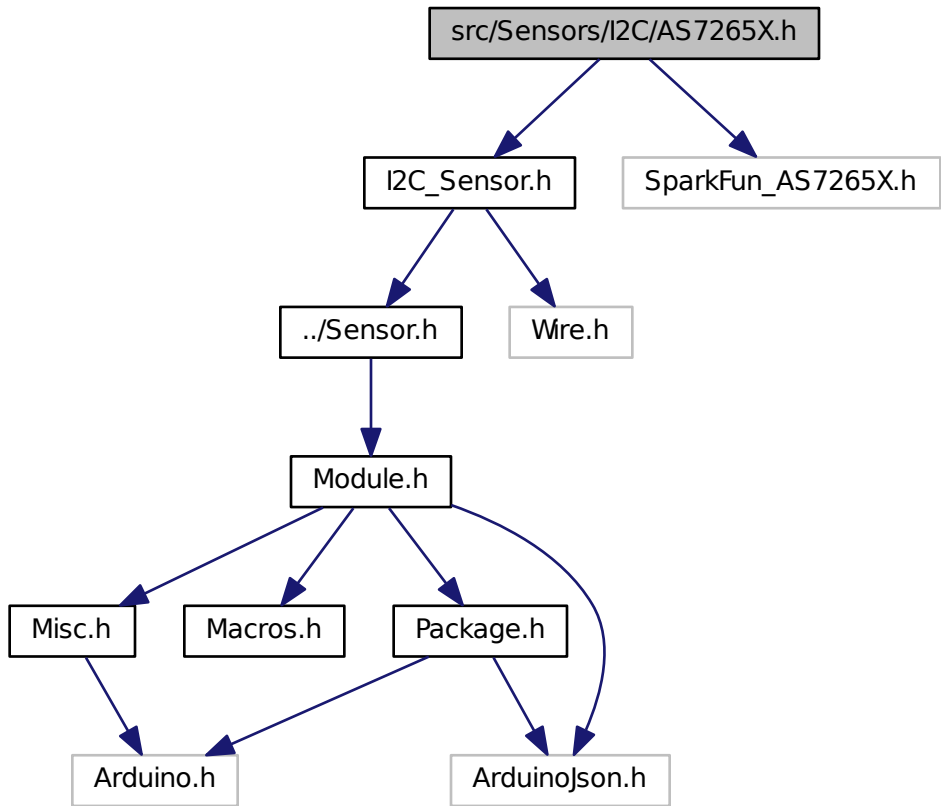 src/Sensors/I2C/AS7265X.h
I2C_Sensor.h
SparkFun_AS7265X.h
../Sensor.h
Wire.h
Module.h
Misc.h
Macros.h
Package.h
Arduino.h
ArduinoJson.h